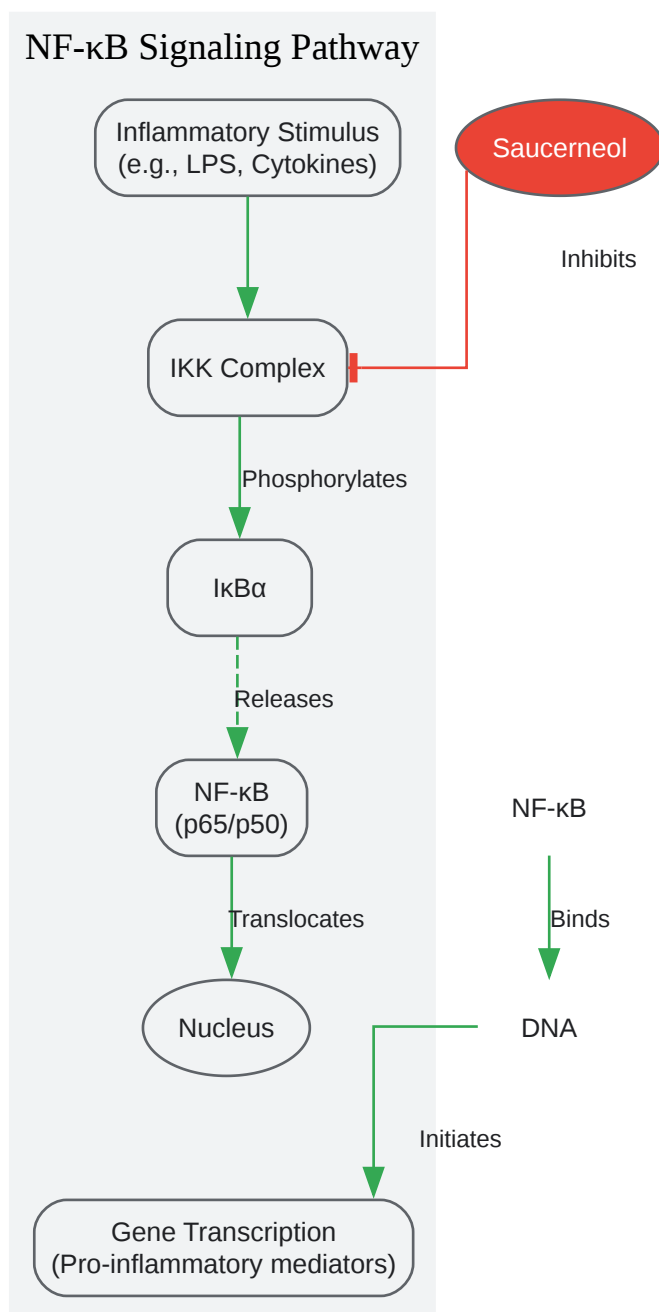 NF-κB Signaling Pathway
Inflammatory Stimulus
(e.g., LPS, Cytokines)
Saucerneol
Inhibits
IKK Complex
Phosphorylates
IκBα
Releases
NF-κB
(p65/p50)
NF-κB
Translocates
Binds
Nucleus
DNA
Initiates
Gene Transcription
(Pro-inflammatory mediators)